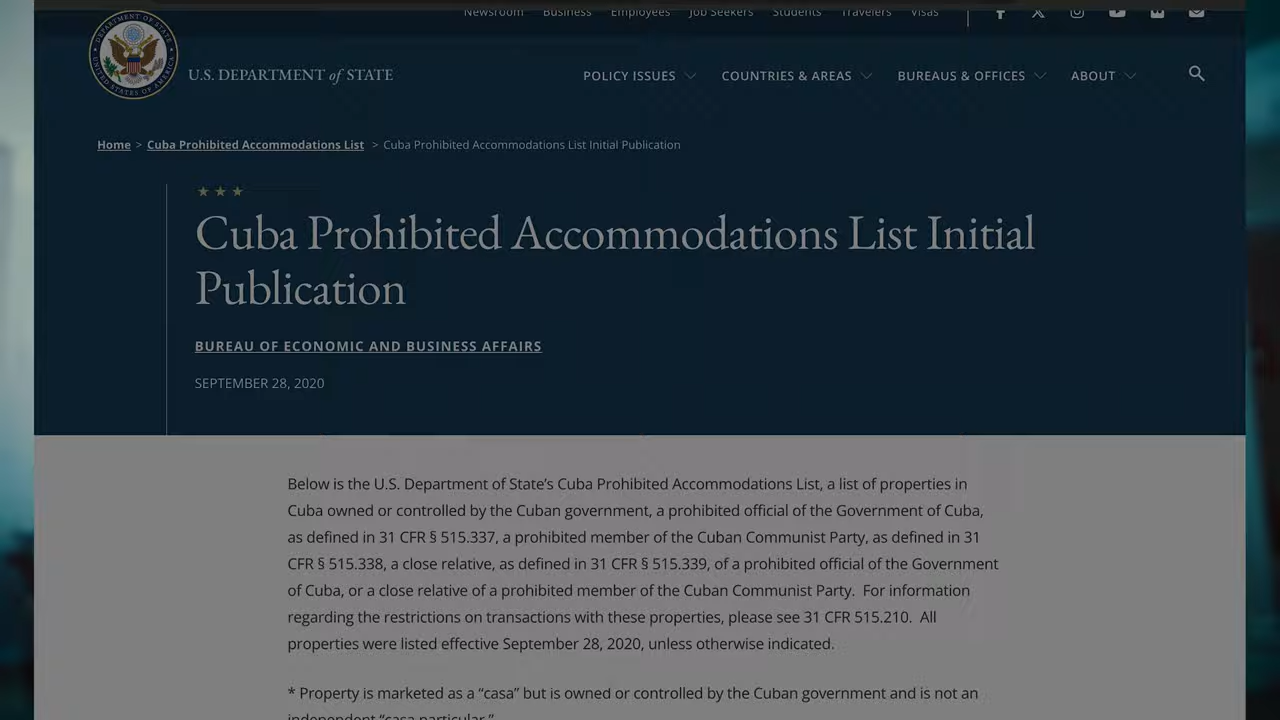 Newsroom Business Employees Job Seekers Students Travelers Visas
U.S. DEPARTMENT of STATE
POLICY ISSUES COUNTRIES & AREAS BUREAUS & OFFICES ABOUT
Home > Cuba Prohibited Accommodations List > Cuba Prohibited Accommodations List Initial Publication
Cuba Prohibited Accommodations List Initial
Publication
BUREAU OF ECONOMIC AND BUSINESS AFFAIRS
SEPTEMBER 28, 2020
Below is the U.S. Department of State’s Cuba Prohibited Accommodations List, a list of properties in
Cuba owned or controlled by the Cuban government, a prohibited official of the Government of Cuba,
as defined in 31 CFR § 515.337, a prohibited member of the Cuban Communist Party, as defined in 31
CFR § 515.338, a close relative, as defined in 31 CFR § 515.339, of a prohibited official of the Government
of Cuba, or a close relative of a prohibited member of the Cuban Communist Party.  For information
regarding the restrictions on transactions with these properties, please see 31 CFR 515.210.  All
properties were listed effective September 28, 2020, unless otherwise indicated.
* Property is marketed as a “casa” but is owned or controlled by the Cuban government and is not an
independent “casa particular.”